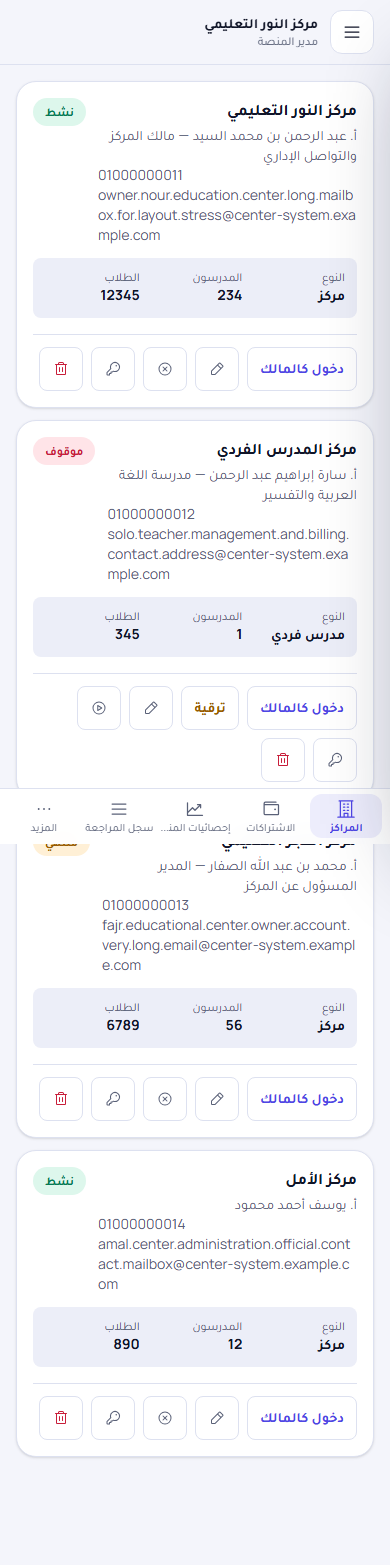 مركز النور التعليمي
مدير المنصة
مركز النور التعليمي
نشط
أ. عبد الرحمن بن محمد السيد — مالك المركز
والتواصل الإداري
01000000011
owner.nour.education.center.long.mailb
ox.for.layout.stress@center-system.exa
mple.com
النوع المدرسون الطلاب
مركز 234 12345
دخول كالمالك
مركز المدرس الفردي
موقوف
أ. سارة إبراهيم عبد الرحمن — مدرسة اللغة
العربية والتفسير
01000000012
solo.teacher.management.and.billing.
contact.address@center-system.exa
mple.com
النوع المدرسون الطلاب
مدرس فردي 1 345
دخول كالمالك
ترقية
المراكز
الاشتراكات
إحصائيات المنـ...
سجل المراجعة
المزيد
أ. محمد بن عبد الله الصفار — المدير
المسؤول عن المركز
01000000013
fajr.educational.center.owner.account.
very.long.email@center-system.exampl
e.com
النوع المدرسون الطلاب
مركز 56 6789
دخول كالمالك
مركز الأمل
نشط
أ. يوسف أحمد محمود
01000000014
amal.center.administration.official.cont
act.mailbox@center-system.example.c
om
النوع المدرسون الطلاب
مركز 12 890
دخول كالمالك